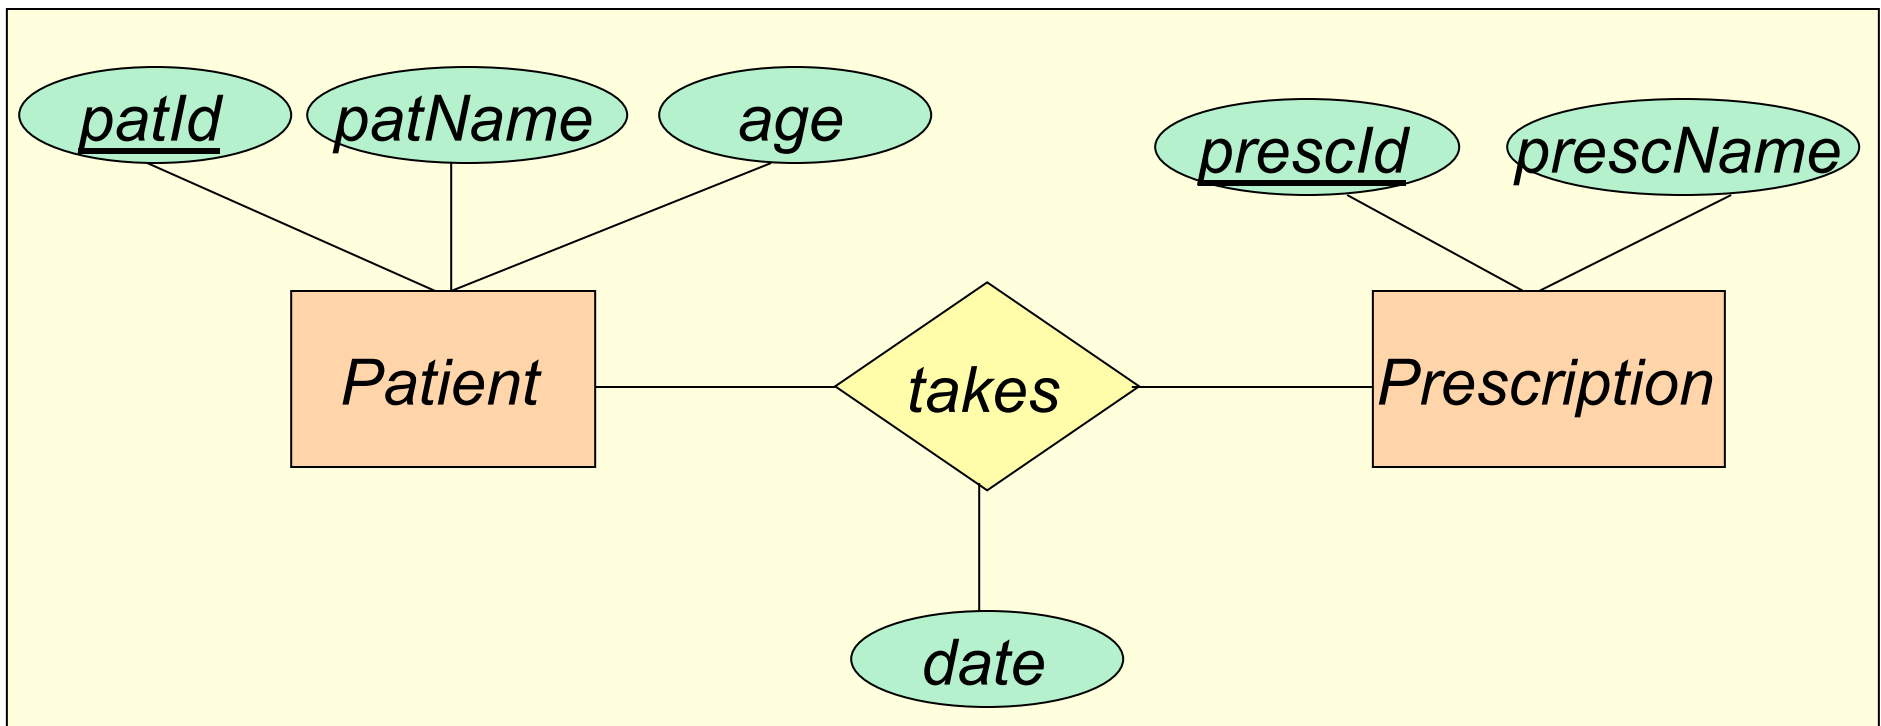 patId
patName
age
prescId
prescName
Patient
takes
Prescription
date